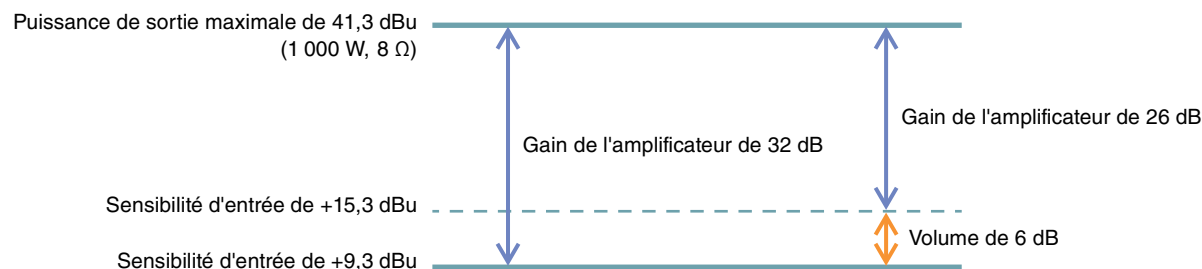 Puissance de sortie maximale de 41,3 dBu
(1 000 W, 8 Ω)
Gain de l'amplificateur de 26 dB
Gain de l'amplificateur de 32 dB
Sensibilité d'entrée de +15,3 dBu
Volume de 6 dB
Sensibilité d'entrée de +9,3 dBu